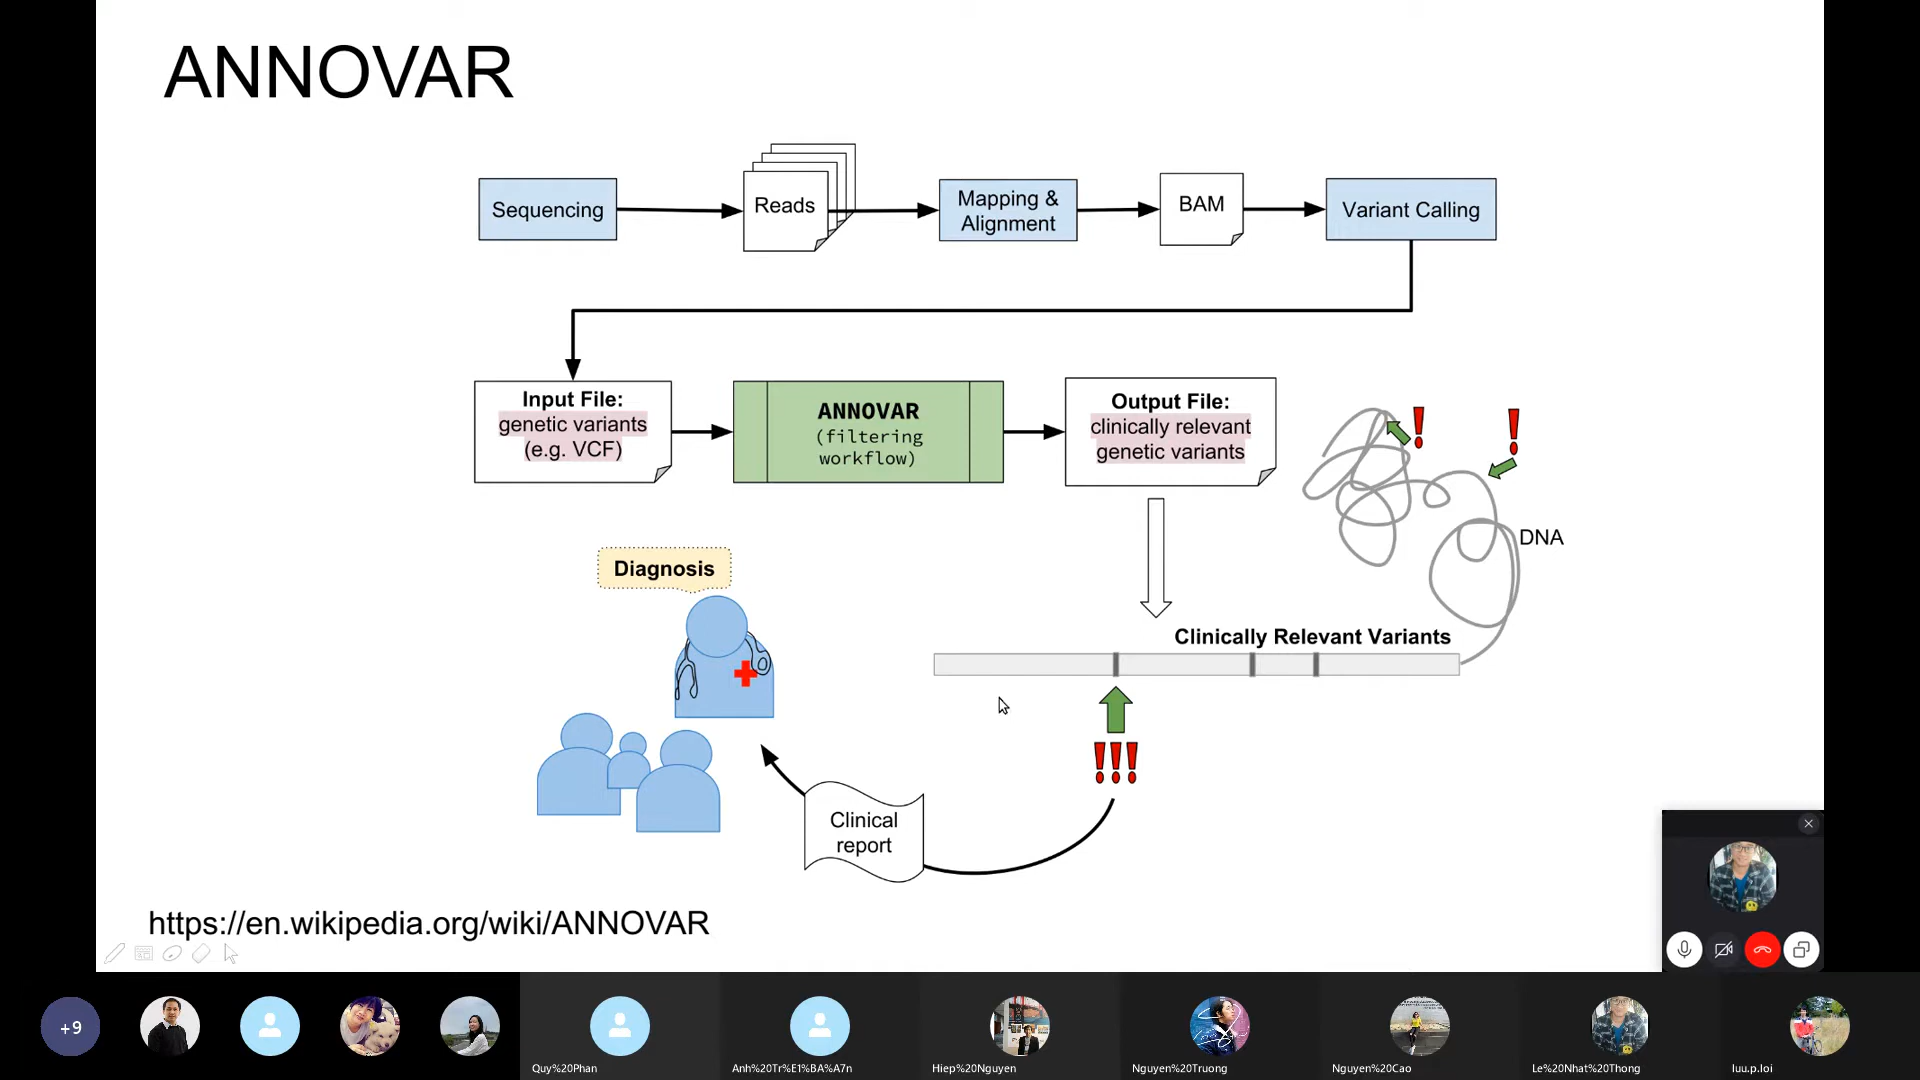 ANNOVAR
Sequencing
Reads
Mapping &
Alignment
BAM
Variant Calling
Input File:
genetic variants
(e.g. VCF)
ANNOVAR
(filtering
workflow)
Output File:
clinically relevant
genetic variants
!
!
DNA
Diagnosis
Clinically Relevant Variants
!!!
Clinical
report
https://en.wikipedia.org/wiki/ANNOVAR
+9
Quy%20Phan
Anh%20Tr%E1%BA%A7n
Hiep%20Nguyen
Nguyen%20Truong
Nguyen%20Cao
Le%20Nhat%20Thong
luu.p.loi